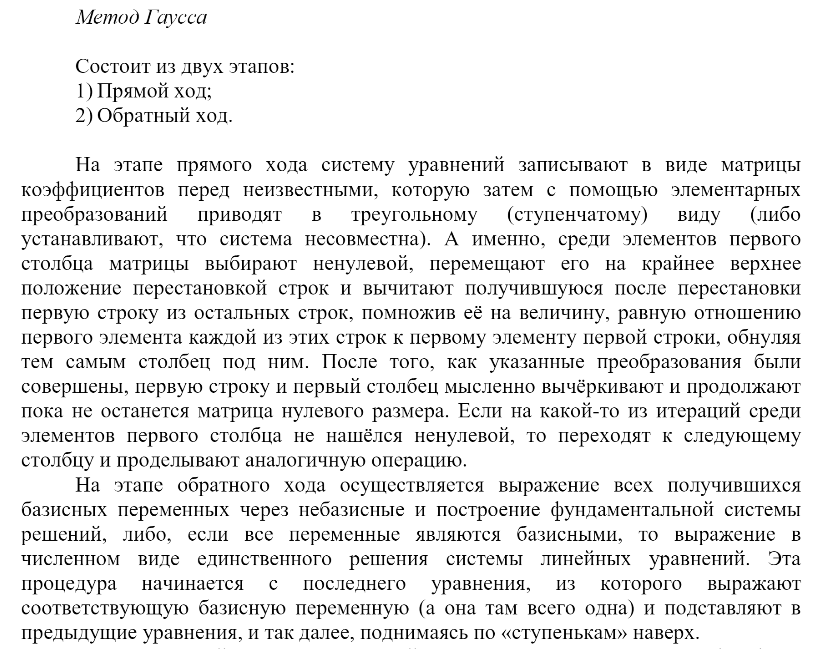 Метод Гаусса
Состоит из двух этапов:
1) Прямой ход;
2) Обратный ход.
На этапе прямого хода систему уравнений записывают в виде матрицы
коэффициентов перед неизвестными, которую затем с помощью элементарных
преобразований приводят в треугольному (ступенчатому) виду (либо
устанавливают, что система несовместна). А именно, среди элементов первого
столбца матрицы выбирают ненулевой, перемещают его на крайнее верхнее
положение перестановкой строк и вычитают получившуюся после перестановки
первую строку из остальных строк, помножив её на величину, равную отношению
первого элемента каждой из этих строк к первому элементу первой строки, обнуляя
тем самым столбец под ним. После того, как указанные преобразования были
совершены, первую строку и первый столбец мысленно вычёркивают и продолжают
пока не останется матрица нулевого размера. Если на какой-то из итераций среди
элементов первого столбца не нашёлся ненулевой, то переходят к следующему
столбцу и проделывают аналогичную операцию.
На этапе обратного хода осуществляется выражение всех получившихся
базисных переменных через небазисные и построение фундаментальной системы
решений, либо, если все переменные являются базисными, то выражение в
численном виде единственного решения системы линейных уравнений. Эта
процедура начинается с последнего уравнения, из которого выражают
соответствующую базисную переменную (а она там всего одна) и подставляют в
предыдущие уравнения, и так далее, поднимаясь по «ступенькам» наверх.